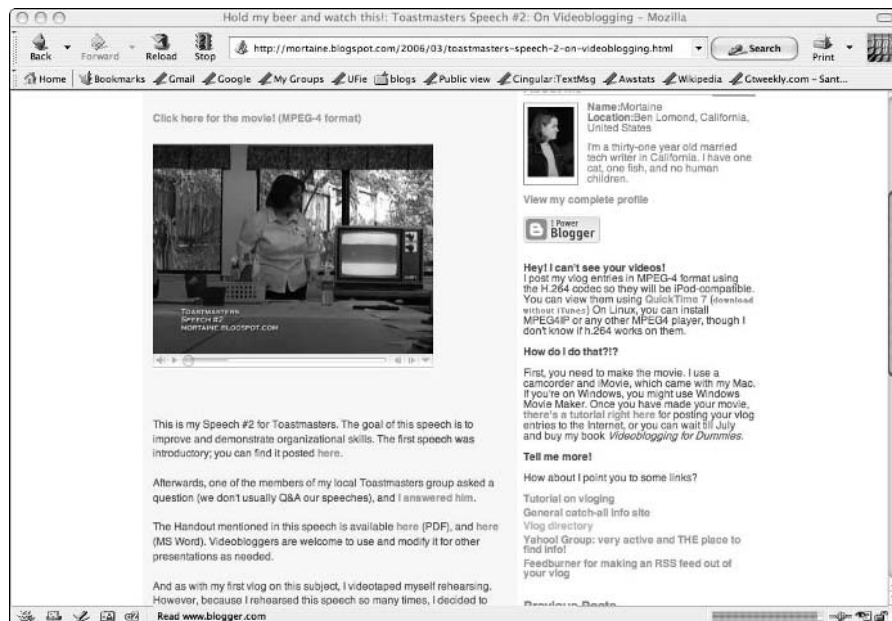 Hold my beer and watch this!: Toastmasters Speech #2: On Videoblogging – Mozilla
Back
Forward
Reload
Stop
http://mortaine.blogspot.com/2006/03/toastmasters-speech-2-on-videoblogging.html
Search
Print
Home
Bookmarks
Gmail
Google
My Groups
UFie
blogs
Public view
Cingular:TextMsg
Awstats
Wikipedia
Gtweekly.com – Sant...
Click here for the movie! (MPEG-4 format)
TOASTMASTERS
SPEECH #2
MORTAINE.BLOGSPOT.COM
This is my Speech #2 for Toastmasters. The goal of this speech is to
improve and demonstrate organizational skills. The first speech was
introductory; you can find it posted here.
Afterwards, one of the members of my local Toastmasters group asked a
question (we don't usually Q&A our speeches), and I answered him.
The Handout mentioned in this speech is available here (PDF), and here
(MS Word). Videobloggers are welcome to use and modify it for other
presentations as needed.
And as with my first vlog on this subject, I videotaped myself rehearsing.
However, because I rehearsed this speech so many times, I decided to
Name:Mortaine
Location:Ben Lomond, California,
United States
I'm a thirty-one year old married
tech writer in California. I have one
cat, one fish, and no human
children.
View my complete profile
I Power
Blogger
Hey! I can't see your videos!
I post my vlog entries in MPEG-4 format using
the H.264 codec so they will be iPod-compatible.
You can view them using QuickTime 7 (download
without iTunes) On Linux, you can install
MPEG4IP or any other MPEG4 player, though I
don't know if h.264 works on them.
How do I do that?!?
First, you need to make the movie. I use a
camcorder and iMovie, which came with my Mac.
If you're on Windows, you might use Windows
Movie Maker. Once you have made your movie,
there's a tutorial right here for posting your vlog
entries to the Internet, or you can wait till July
and buy my book Videoblogging for Dummies.
Tell me more!
How about I point you to some links?
Tutorial on vloging
General catch-all info site
Vlog directory
Yahoo! Group: very active and THE place to
find info!
Feedburner for making an RSS feed out of
your vlog
Previous Posts
Read www.blogger.com